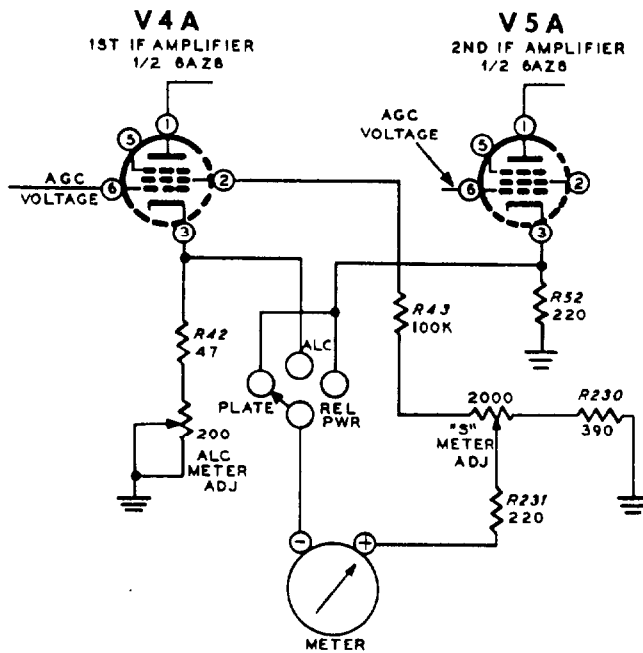 V4A
1ST IF AMPLIFIER
1/2 6AZ8
V5A
2ND IF AMPLIFIER
1/2 6AZ8
AGC
VOLTAGE
1
5
2
6
3
AGC
VOLTAGE
1
5
2
6
3
R42
47
200
ALC
METER
ADJ
ALC
PLATE
REL
PWR
R43
100K
R52
220
2000
"S"
METER
ADJ
R230
390
R231
220
-
+
METER